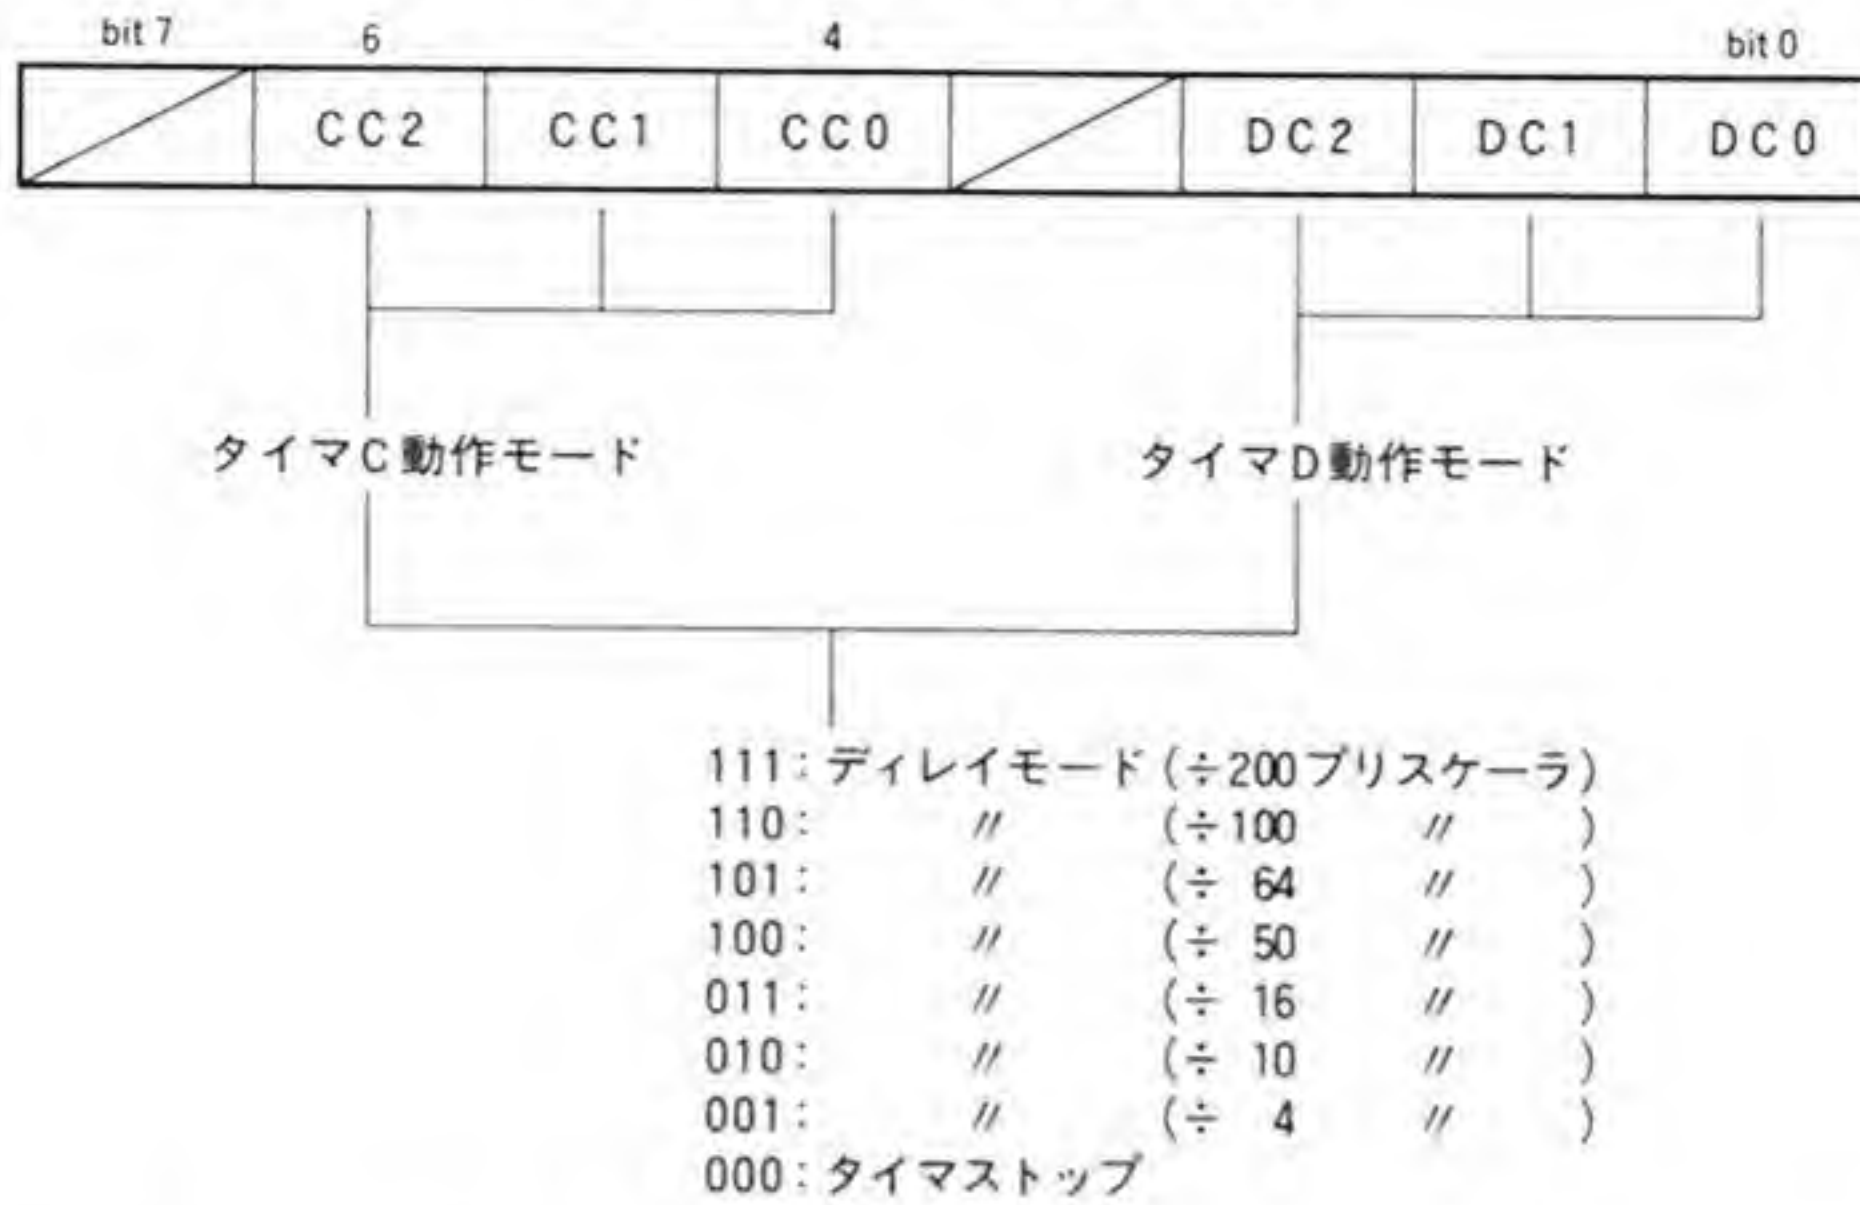 bit 7 6 4 bit 0
CC2 CC1 CC0 DC2 DC1 DC0
タイマC動作モード タイマD動作モード
111:ディレイモード(÷200プリスケーラ)
110: 〃 (÷100 〃 )
101: 〃 (÷ 64 〃 )
100: 〃 (÷ 50 〃 )
011: 〃 (÷ 16 〃 )
010: 〃 (÷ 10 〃 )
001: 〃 (÷ 4 〃 )
000:タイマストップ